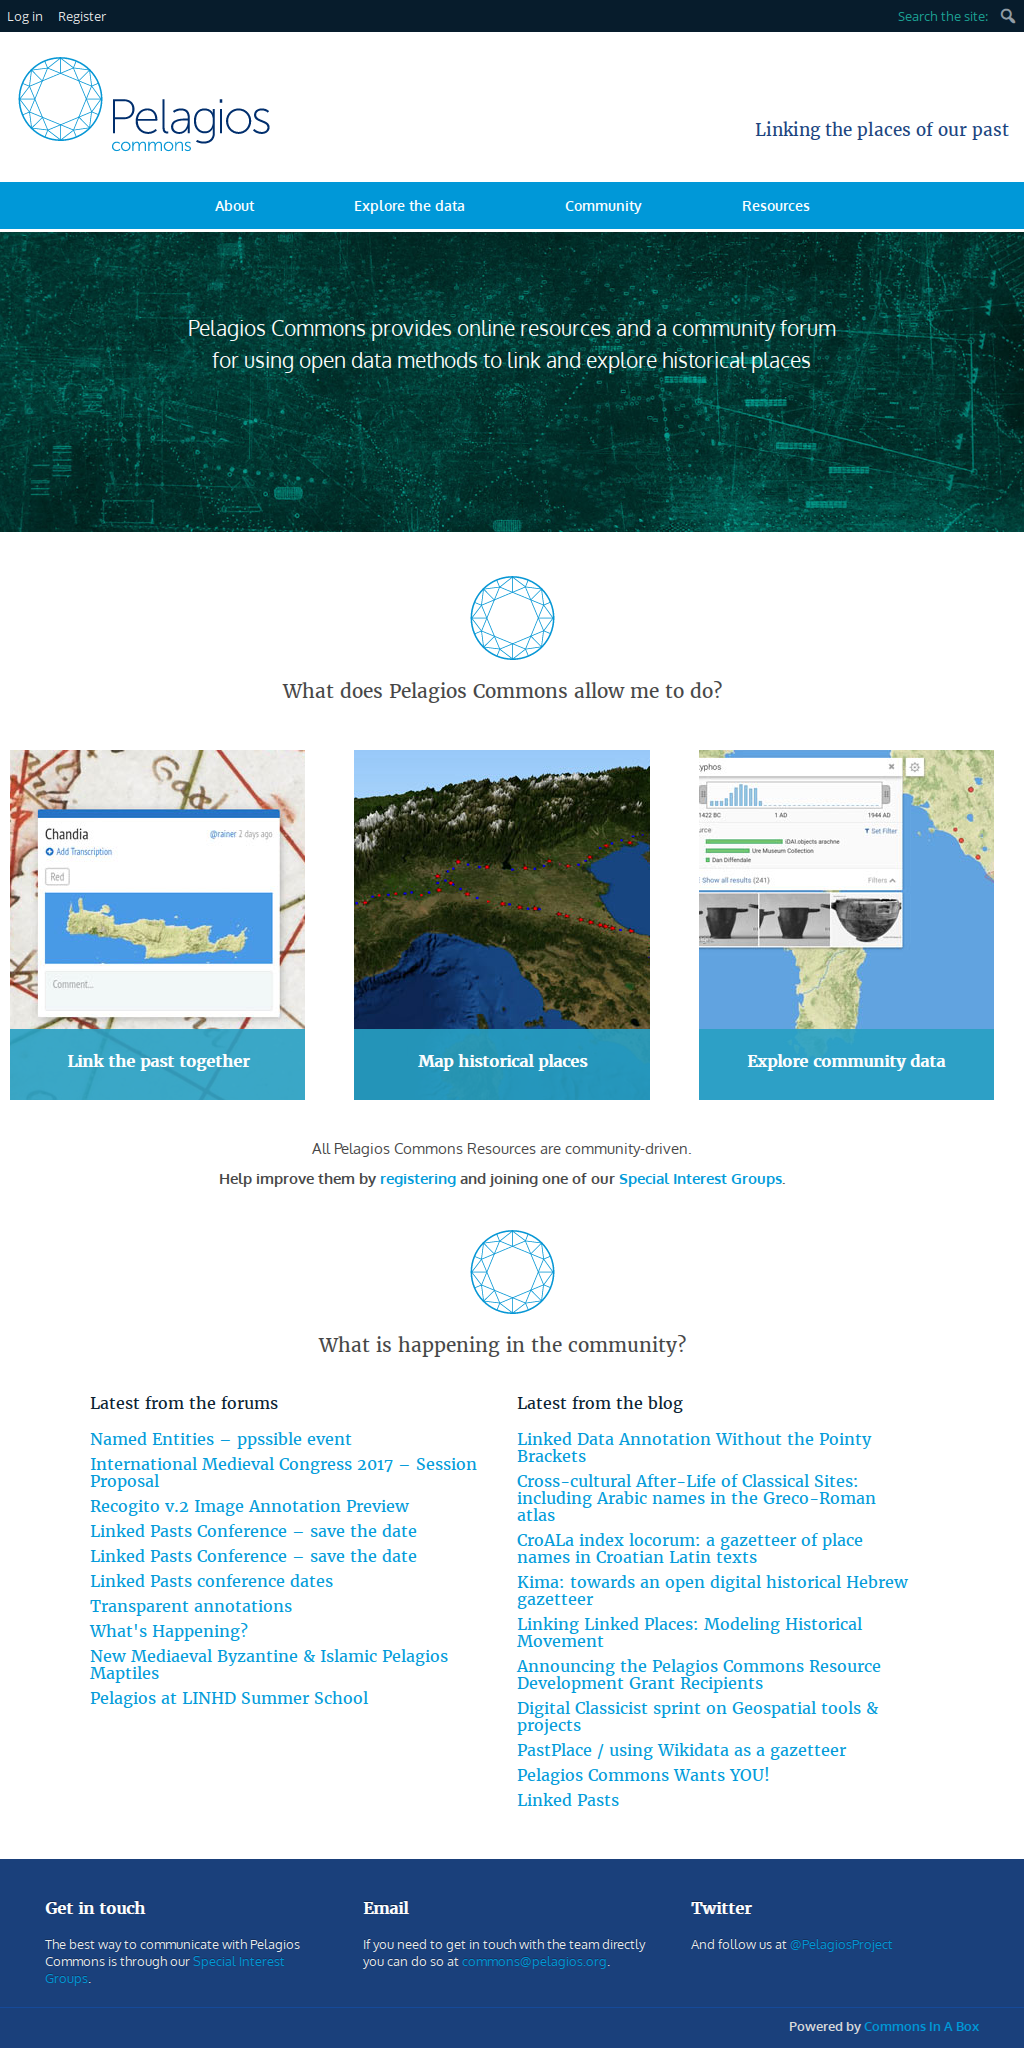 Log in Register Search the site:
Pelagios
commons
Linking the places of our past
About Explore the data Community Resources
Pelagios Commons provides online resources and a community forum
for using open data methods to link and explore historical places
What does Pelagios Commons allow me to do?
Chandia @rainer 2 days ago
Add Transcription
Red
Comment...
Link the past together
Map historical places
yphos
1422 BC 1 AD 1944 AD
urce Set Filter
iDAI.objects arachne
Ure Museum Collection
Dan Diffendale
Show all results (241) Filters
Explore community data
All Pelagios Commons Resources are community-driven.
Help improve them by registering and joining one of our Special Interest Groups.
What is happening in the community?
Latest from the forums
Named Entities – ppssible event
International Medieval Congress 2017 – Session
Proposal
Recogito v.2 Image Annotation Preview
Linked Pasts Conference – save the date
Linked Pasts Conference – save the date
Linked Pasts conference dates
Transparent annotations
What's Happening?
New Mediaeval Byzantine & Islamic Pelagios
Maptiles
Pelagios at LINHD Summer School
Latest from the blog
Linked Data Annotation Without the Pointy
Brackets
Cross-cultural After-Life of Classical Sites:
including Arabic names in the Greco-Roman
atlas
CroALa index locorum: a gazetteer of place
names in Croatian Latin texts
Kima: towards an open digital historical Hebrew
gazetteer
Linking Linked Places: Modeling Historical
Movement
Announcing the Pelagios Commons Resource
Development Grant Recipients
Digital Classicist sprint on Geospatial tools &
projects
PastPlace / using Wikidata as a gazetteer
Pelagios Commons Wants YOU!
Linked Pasts
Get in touch
The best way to communicate with Pelagios
Commons is through our Special Interest
Groups.
Email
If you need to get in touch with the team directly
you can do so at commons@pelagios.org.
Twitter
And follow us at @PelagiosProject
Powered by Commons In A Box